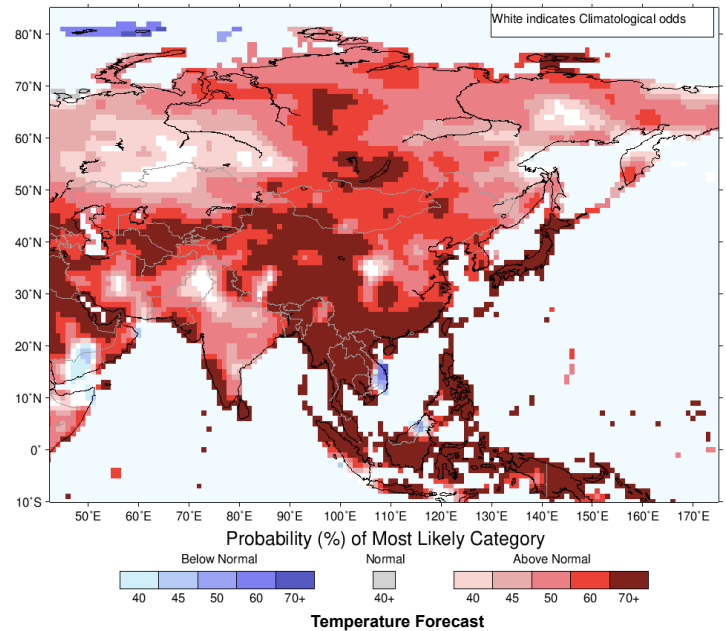 White indicates Climatological odds
80˚N
70˚N
60˚N
50˚N
40˚N
30˚N
20˚N
10˚N
0˚
10˚S
50˚E 60˚E 70˚E 80˚E 90˚E 100˚E 110˚E 120˚E 130˚E 140˚E 150˚E 160˚E 170˚E
Probability (%) of Most Likely Category
Below Normal Normal Above Normal
40 45 50 60 70+ 40+ 40 45 50 60 70+
Temperature Forecast